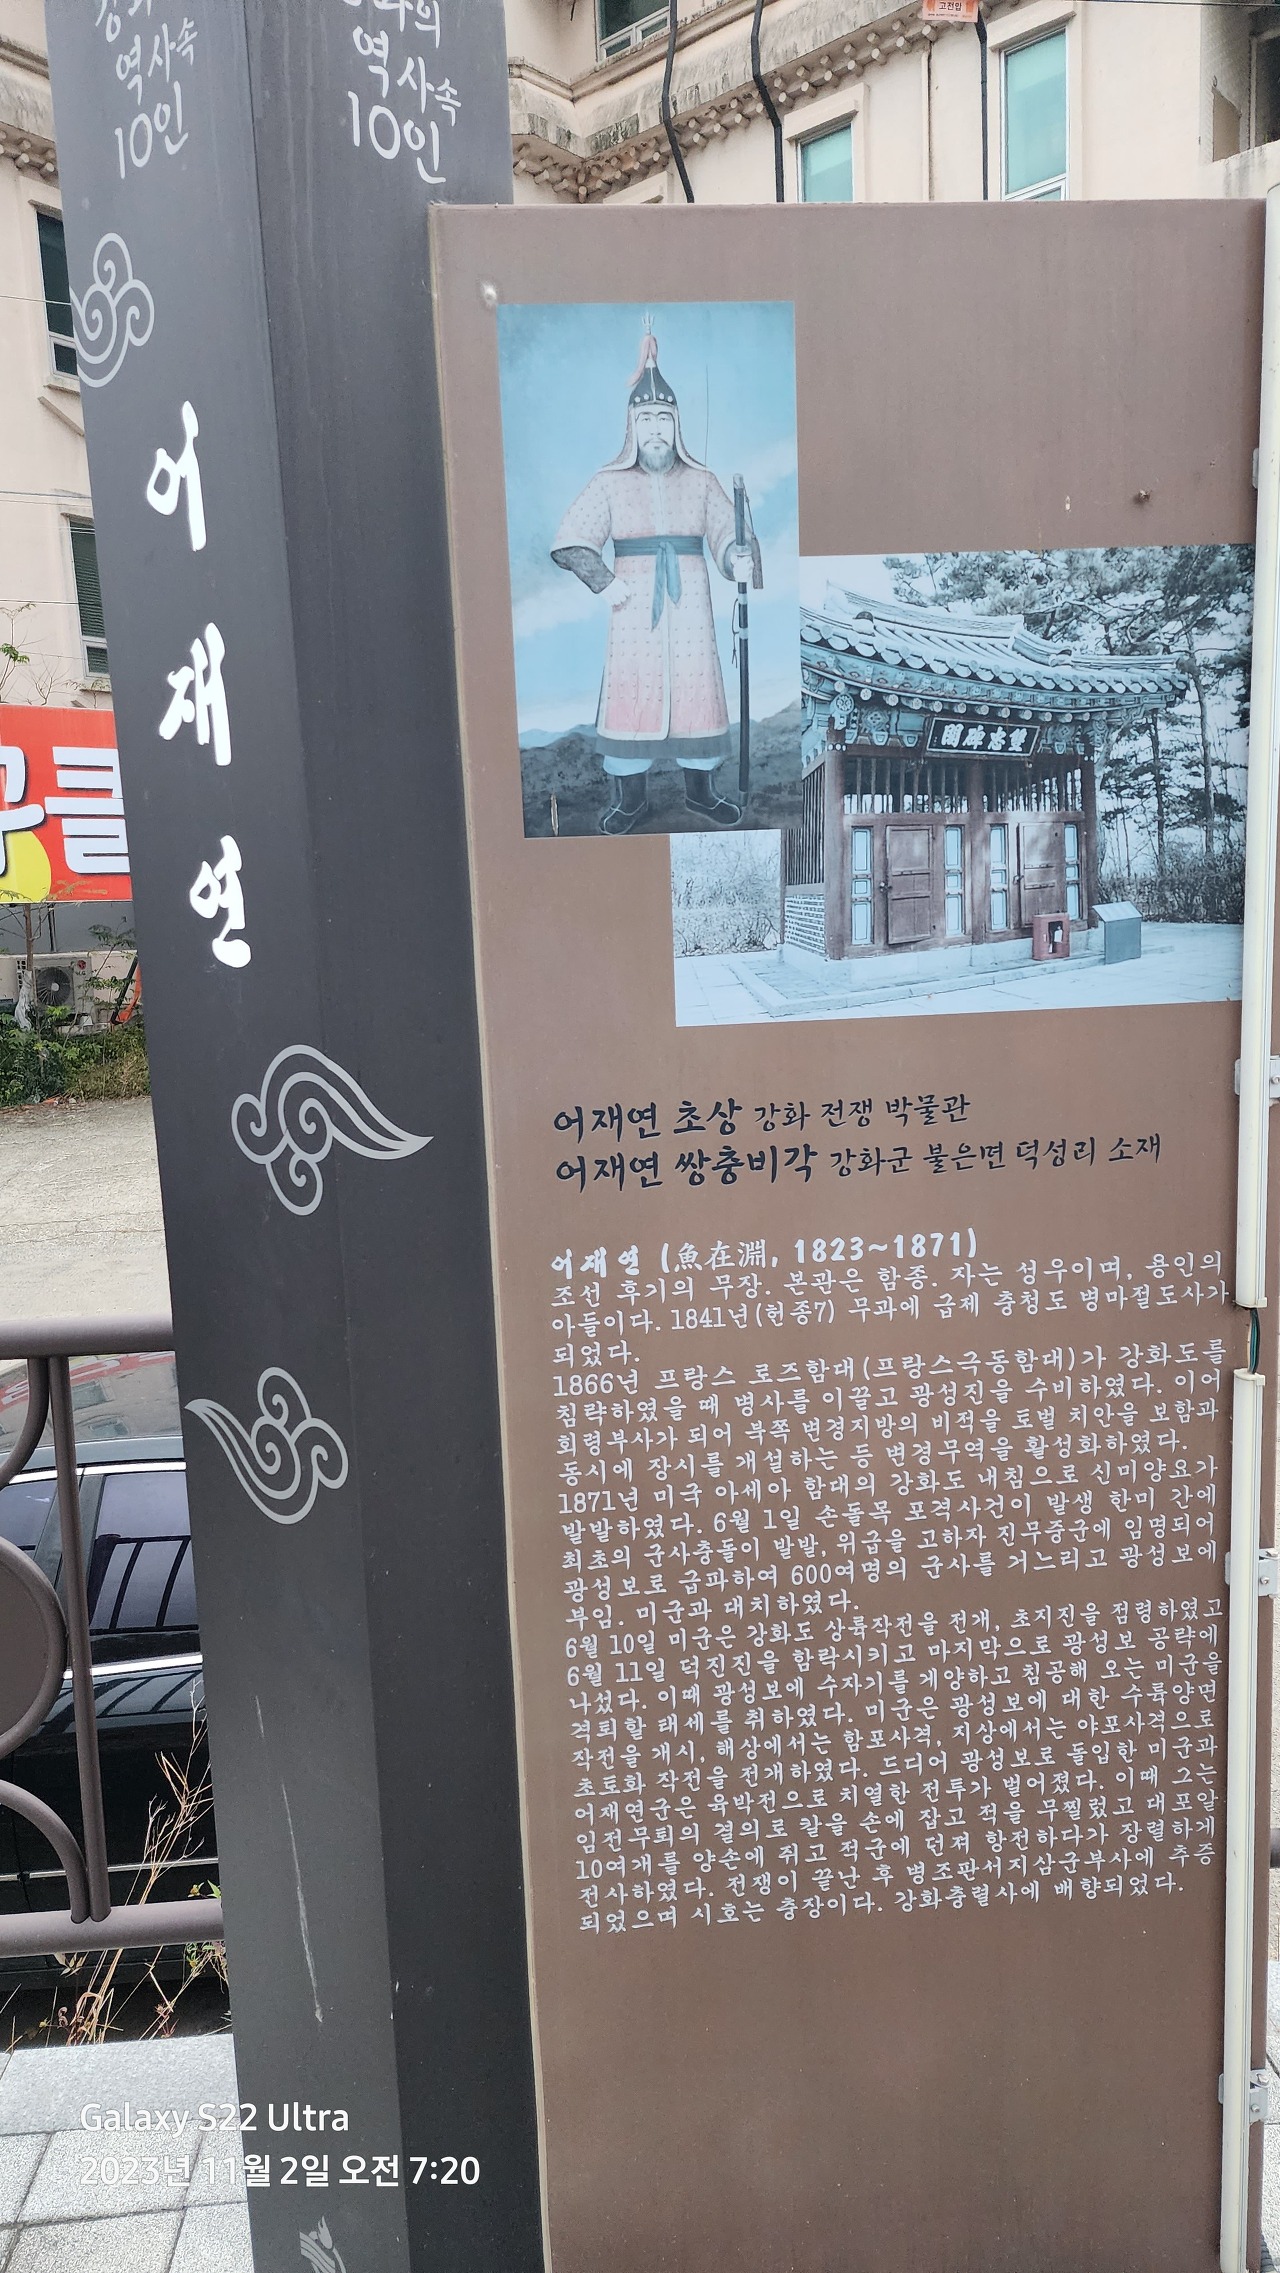 강화
역사속
10인
화의
역사속
10인
고전압
어
재
연
쿠클
雙忠碑閣
어재연 초상 강화 전쟁 박물관
어재연 쌍충비각 강화군 불은면 덕성리 소재
어재연 (魚在淵, 1823~1871)
조선 후기의 무장. 본관은 함종. 자는 성우이며, 용인의
아들이다. 1841년(헌종7) 무과에 급제 충청도 병마절도사가
되었다.
1866년 프랑스 로즈함대(프랑스극동함대)가 강화도를
침략하였을 때 병사를 이끌고 광성진을 수비하였다. 이어
회령부사가 되어 북쪽 변경지방의 비적을 토벌 치안을 보함과
동시에 장시를 개설하는 등 변경무역을 활성화하였다.
1871년 미국 아세아 함대의 강화도 내침으로 신미양요가
발발하였다. 6월 1일 손돌목 포격사건이 발생 한미 간에
최초의 군사충돌이 발발, 위급을 고하자 진무중군에 임명되어
광성보로 급파하여 600여명의 군사를 거느리고 광성보에
부임. 미군과 대치하였다.
6월 10일 미군은 강화도 상륙작전을 전개, 초지진을 점령하였고
6월 11일 덕진진을 함락시키고 마지막으로 광성보 공략에
나섰다. 이때 광성보에 수자기를 게양하고 침공해 오는 미군을
격퇴할 태세를 취하였다. 미군은 광성보에 대한 수륙양면
작전을 개시, 해상에서는 함포사격, 지상에서는 야포사격으로
초토화 작전을 전개하였다. 드디어 광성보로 돌입한 미군과
어재연군은 육박전으로 치열한 전투가 벌어졌다. 이때 그는
임전무퇴의 결의로 칼을 손에 잡고 적을 무찔렀고 대포알
10여개를 양손에 쥐고 적군에 던져 항전하다가 장렬하게
전사하였다. 전쟁이 끝난 후 병조판서지삼군부사에 추증
되었으며 시호는 충장이다. 강화충렬사에 배향되었다.
Galaxy S22 Ultra
2023년 11월 2일 오전 7:20